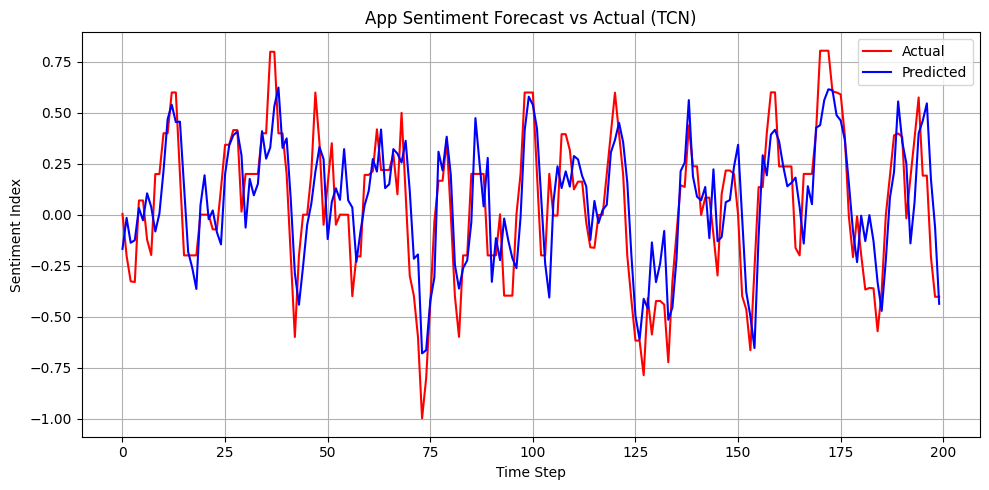 App Sentiment Forecast vs Actual (TCN)
Actual
Predicted
Sentiment Index
0.75
0.50
0.25
0.00
−0.25
−0.50
−0.75
−1.00
0 25 50 75 100 125 150 175 200
Time Step